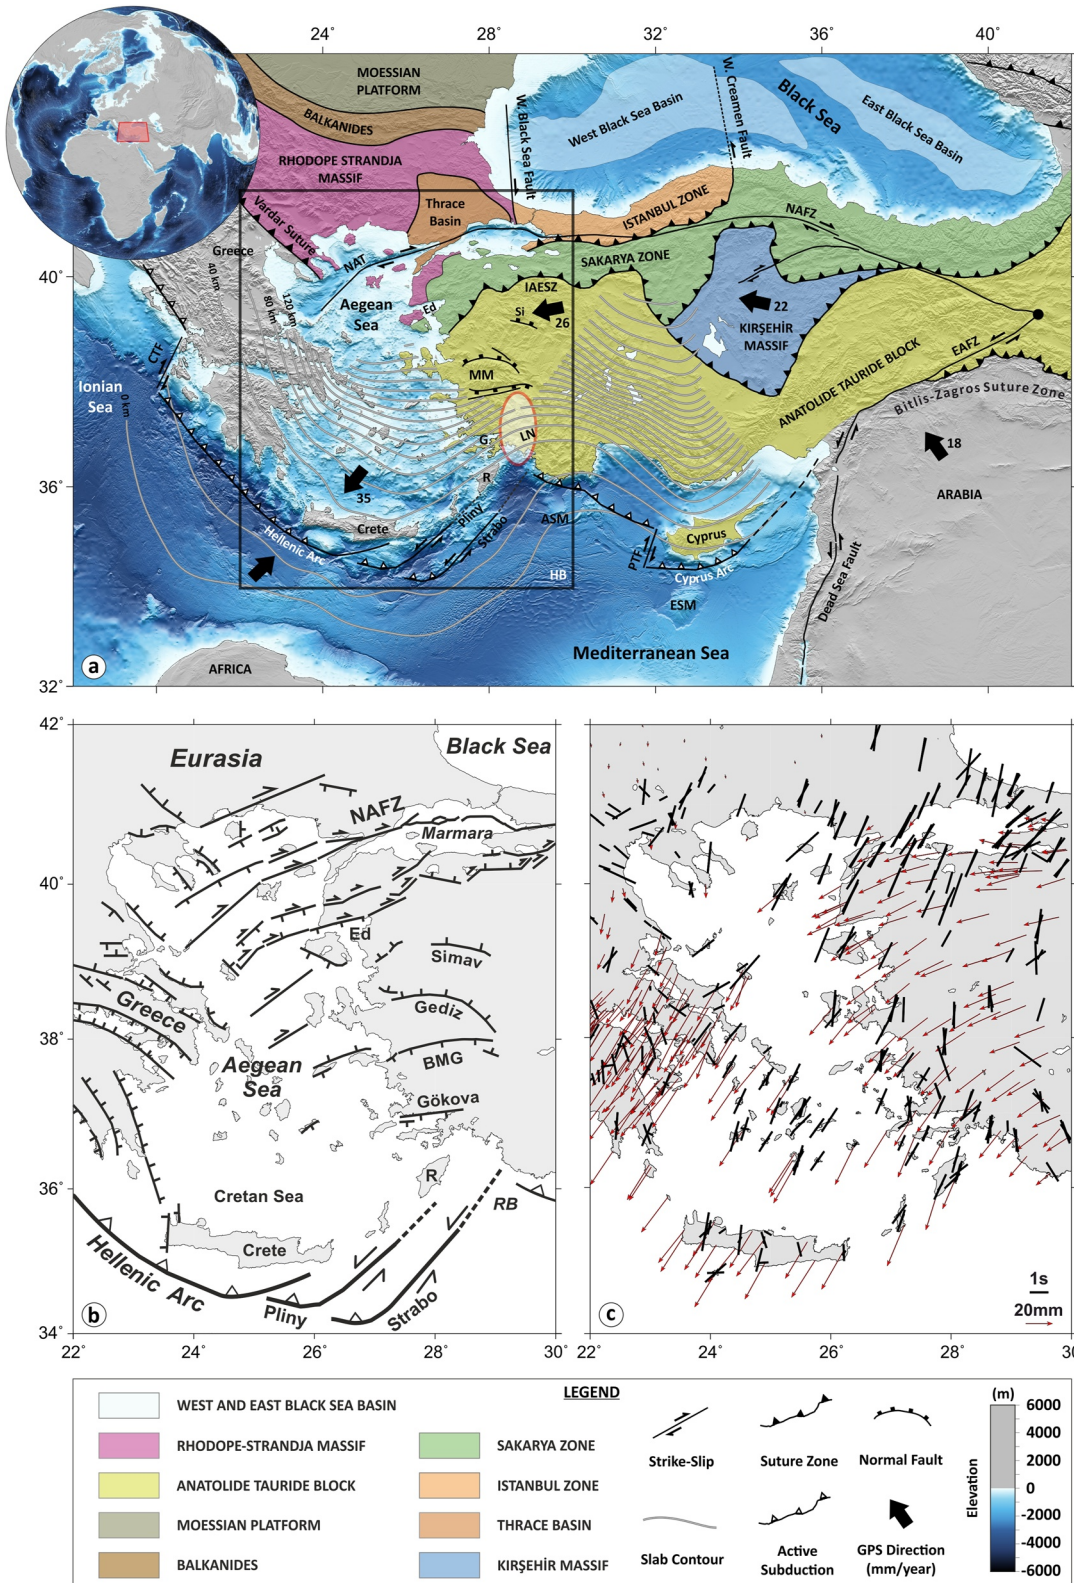 24°
28°
32°
36°
40°
MOESSIAN
PLATFORM
BALKANIDES
RHODOPE STRANDJA
MASSIF
Thrace
Basin
Vardar Suture
Greece
W. Black Sea Fault
West Black Sea Basin
W. Creamen Fault
Black Sea
East Black Sea Basin
ISTANBUL ZONE
NAFZ
SAKARYA ZONE
NAT
IAESZ
40°
40 km
80 km
120 km
Aegean
Sea
Ed
Si
26
22
KIRŞEHİR
MASSIF
CTF
MM
ANATOLIDE TAURIDE BLOCK
EAFZ
Bitlis-Zagros Suture Zone
Ionian
Sea
0 km
G
LN
18
36°
35
R
ARABIA
Crete
Pliny
Strabo
ASM
Hellenic Arc
PTF
Cyprus
Cyprus Arc
Dead Sea Fault
HB
ESM
Mediterranean Sea
AFRICA
a
32°
42°
Eurasia
Black Sea
NAFZ
Marmara
40°
Ed
Simav
Greece
Gediz
38°
Aegean
Sea
BMG
Gökova
R
36°
Cretan Sea
RB
Crete
Hellenic Arc
Pliny
Strabo
b
34°
22
24°
26°
28°
30°
1s
20mm
c
22
24°
26°
28°
30
LEGEND
WEST AND EAST BLACK SEA BASIN
RHODOPE-STRANDJA MASSIF
ANATOLIDE TAURIDE BLOCK
MOESSIAN PLATFORM
BALKANIDES
SAKARYA ZONE
ISTANBUL ZONE
THRACE BASIN
KIRŞEHİR MASSIF
Strike-Slip
Suture Zone
Normal Fault
Slab Contour
Active
Subduction
GPS Direction
(mm/year)
Elevation
(m)
6000
4000
2000
0
-2000
-4000
-6000